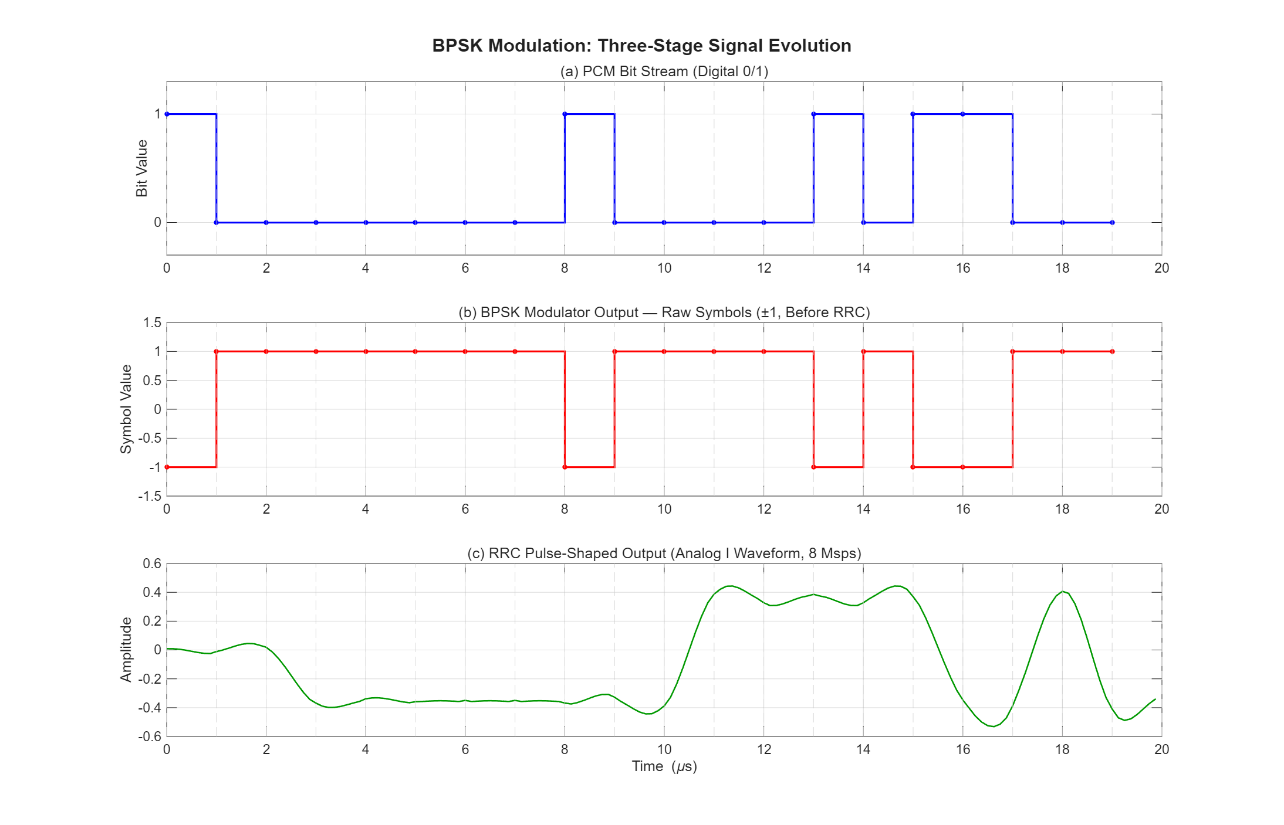 BPSK Modulation: Three-Stage Signal Evolution
(a) PCM Bit Stream (Digital 0/1)
1
Bit Value
0
0 2 4 6 8 10 12 14 16 18 20
(b) BPSK Modulator Output — Raw Symbols (±1, Before RRC)
1.5
1
0.5
Symbol Value
0
-0.5
-1
-1.5
0 2 4 6 8 10 12 14 16 18 20
(c) RRC Pulse-Shaped Output (Analog I Waveform, 8 Msps)
0.6
0.4
0.2
Amplitude
0
-0.2
-0.4
-0.6
0 2 4 6 8 10 12 14 16 18 20
Time (μs)